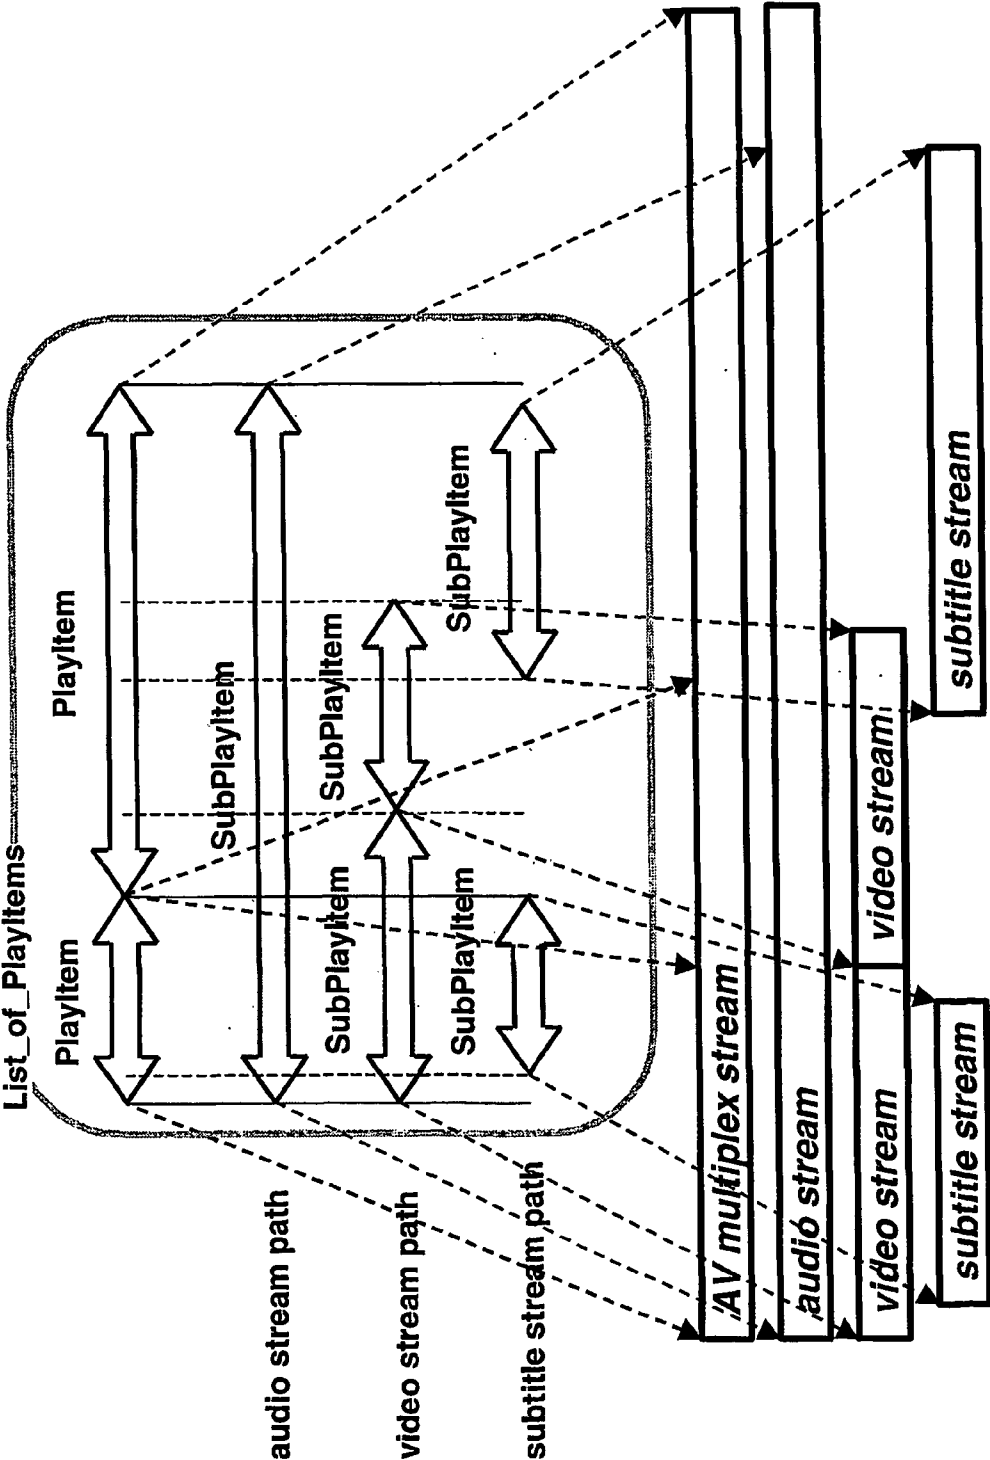 List_of_PlayItems
PlayItem
PlayItem
audio stream path
SubPlayItem
video stream path
SubPlayItem
SubPlayItem
subtitle stream path
SubPlayItem
SubPlayItem
AV multiplex stream
audio stream
video stream
video stream
subtitle stream
subtitle stream